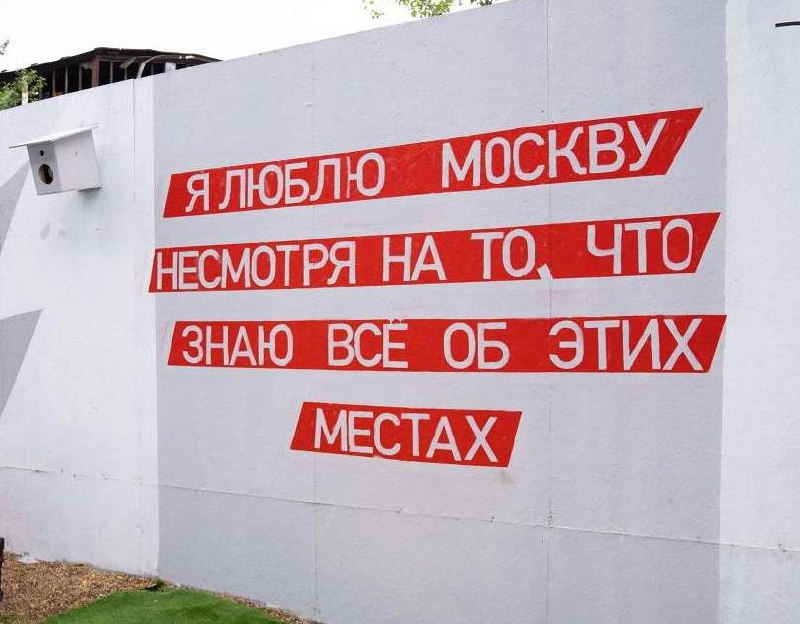 Я ЛЮБЛЮ МОСКВУ
НЕСМОТРЯ НА ТО, ЧТО
ЗНАЮ ВСЁ ОБ ЭТИХ
МЕСТАХ